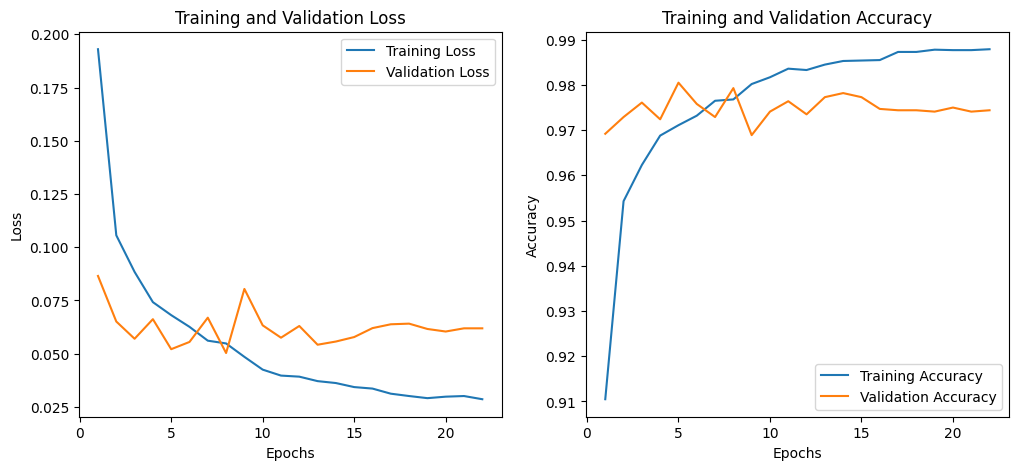 Training and Validation Loss
0.200
0.175
0.150
0.125
0.100
0.075
0.050
0.025
Loss
Training Loss
Validation Loss
0 5 10 15 20
Epochs
Training and Validation Accuracy
0.99
0.98
0.97
0.96
0.95
0.94
0.93
0.92
0.91
Accuracy
Training Accuracy
Validation Accuracy
0 5 10 15 20
Epochs